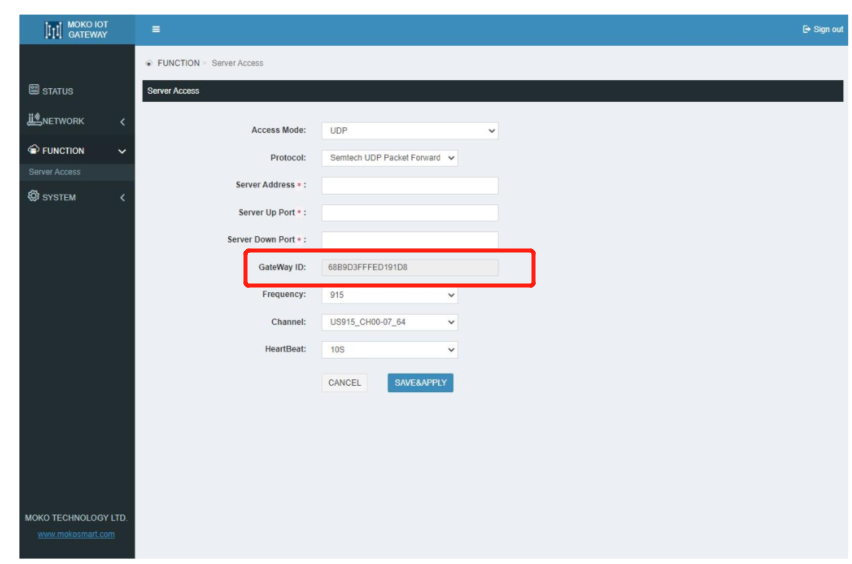 MOKO IOT
GATEWAY
Sign out
FUNCTION > Server Access
STATUS
NETWORK
FUNCTION
Server Access
SYSTEM
Server Access
Access Mode: UDP
Protocol: Semtech UDP Packet Forward
Server Address * :
Server Up Port * :
Server Down Port * :
GateWay ID: 68B9D3FFFED191D8
Frequency: 915
Channel: US915_CH00-07_64
HeartBeat: 10S
CANCEL SAVE&APPLY
MOKO TECHNOLOGY LTD.
www.mokosmart.com